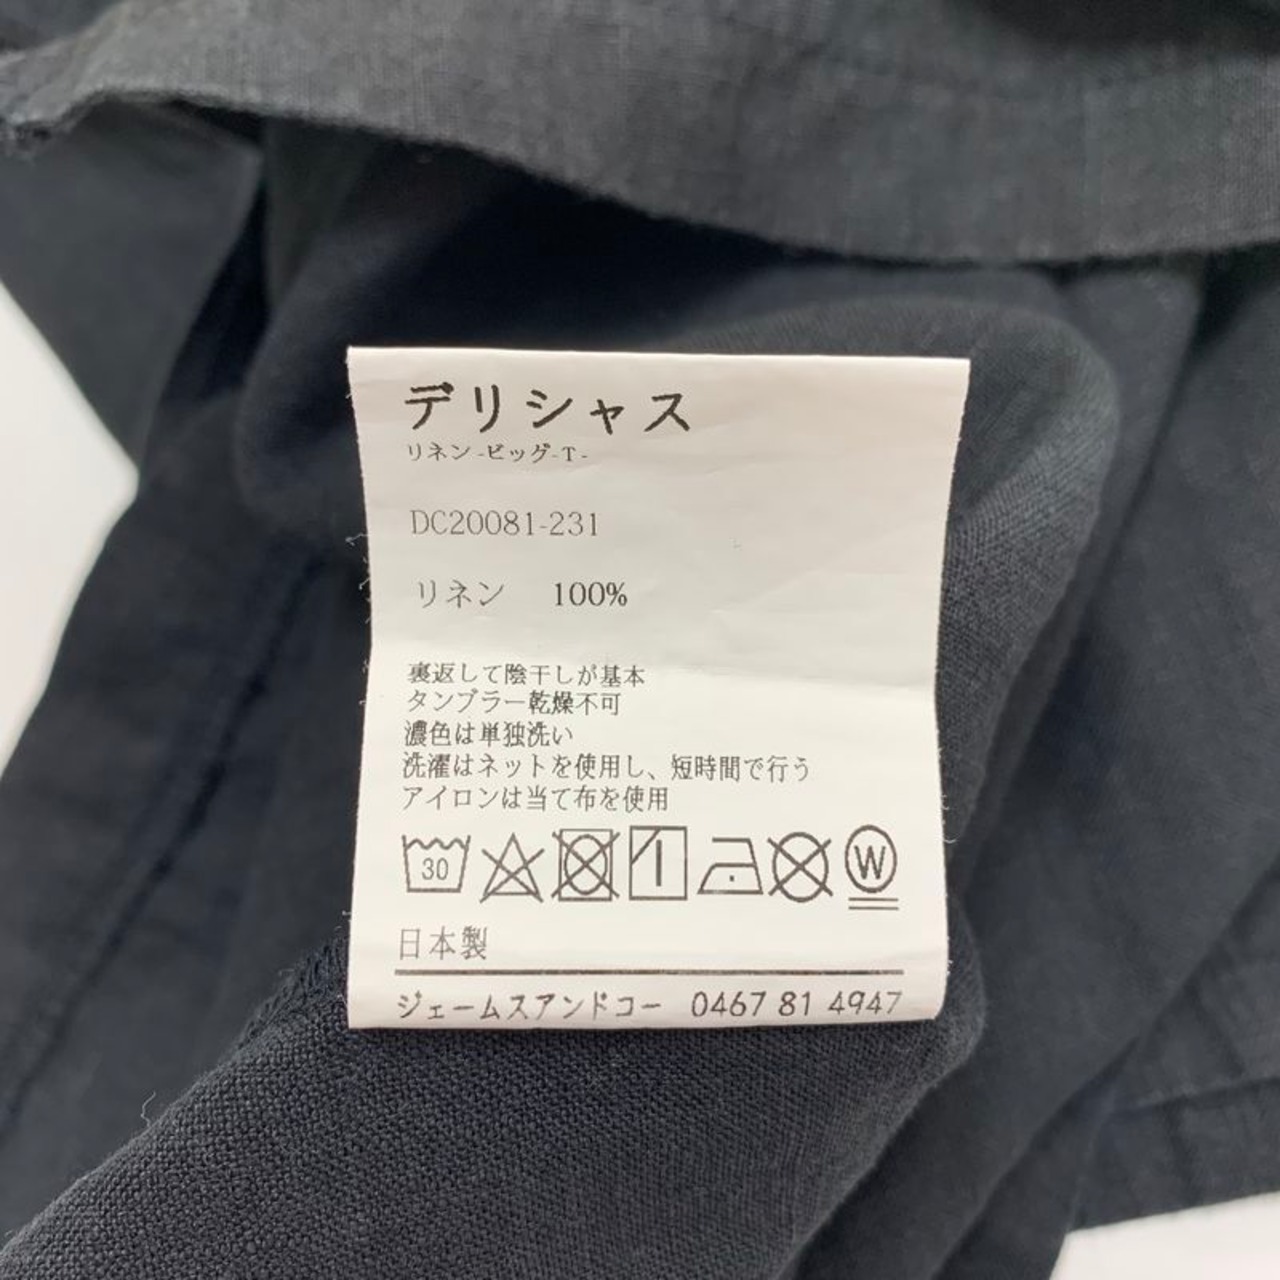 デリシャス
リネン -ビッグ-T-
DC20081-231
リネン 100%
裏返して陰干しが基本
タンブラー乾燥不可
濃色は単独洗い
洗濯はネットを使用し、短時間で行う
アイロンは当て布を使用
30 W
日本製
ジェームスアンドコー 0467 81 4947